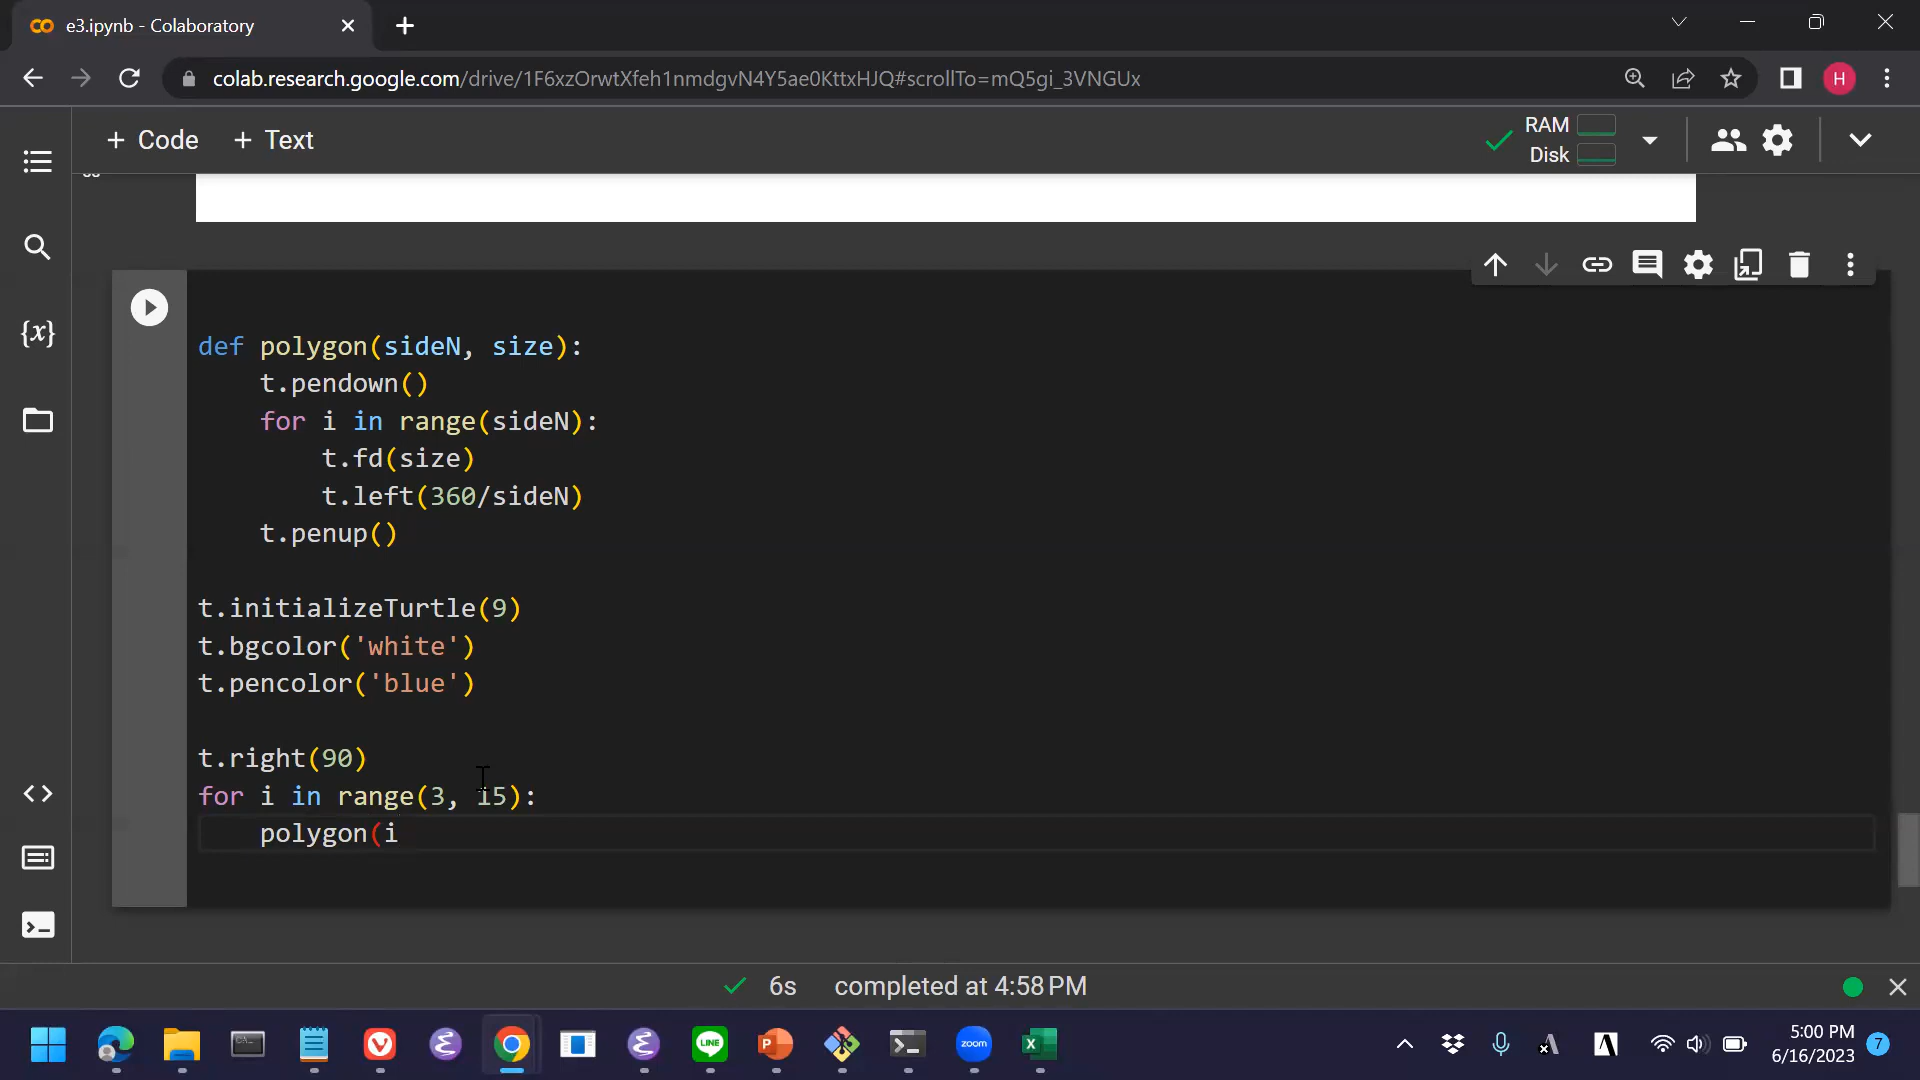 e3.ipynb - Colaboratory
colab.research.google.com/drive/1F6xzOrwtXfeh1nmdgvN4Y5ae0KttxHJQ#scrollTo=mQ5gi_3VNGUx
H
+ Code + Text
RAM
Disk
{x}
def polygon(sideN, size):
    t.pendown()
    for i in range(sideN):
        t.fd(size)
        t.left(360/sideN)
    t.penup()
t.initializeTurtle(9)
t.bgcolor('white')
t.pencolor('blue')
t.right(90)
for i in range(3, 15):
    polygon(i
6s completed at 4:58 PM
LINE
zoom
A
5:00 PM
6/16/2023
7